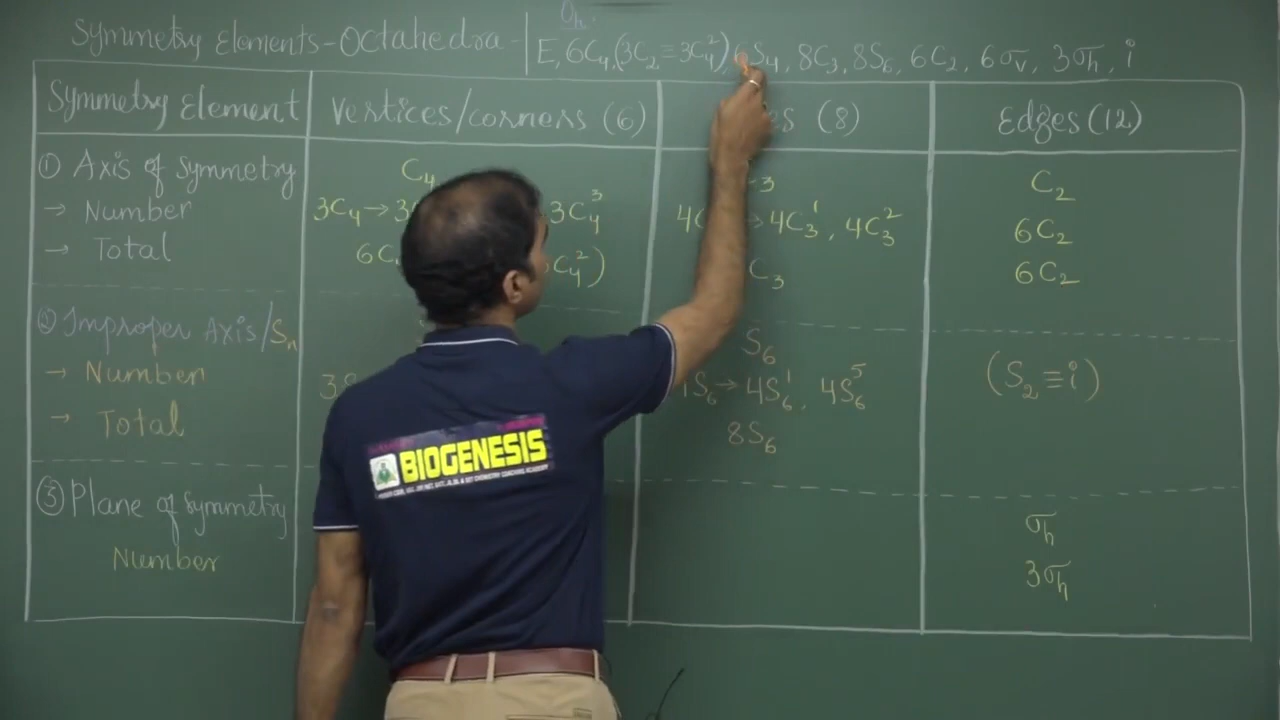 Oh
Symmetry Elements-Octahedra- E, 6C₄, (3C₂ = 3C₄²) 6S₄, 8C₃, 8S₆, 6C₂, 6σᵥ, 3σₕ, i
Symmetry Element Vertices/corners (6) (8) Edges (12)
① Axis of Symmetry C₄ C₂
→ Number 3C₄ → 3C₄³ 4C₃¹, 4C₃² 6C₂
→ Total C₄²) C₃ 6C₂
② Improper Axis/Sₙ S₆ (S₂ ≡ i)
→ Number S₆ → 4S₆¹, 4S₆⁵
→ Total 8S₆
③ Plane of Symmetry σₕ
Number 3σₕ
BIOGENESIS